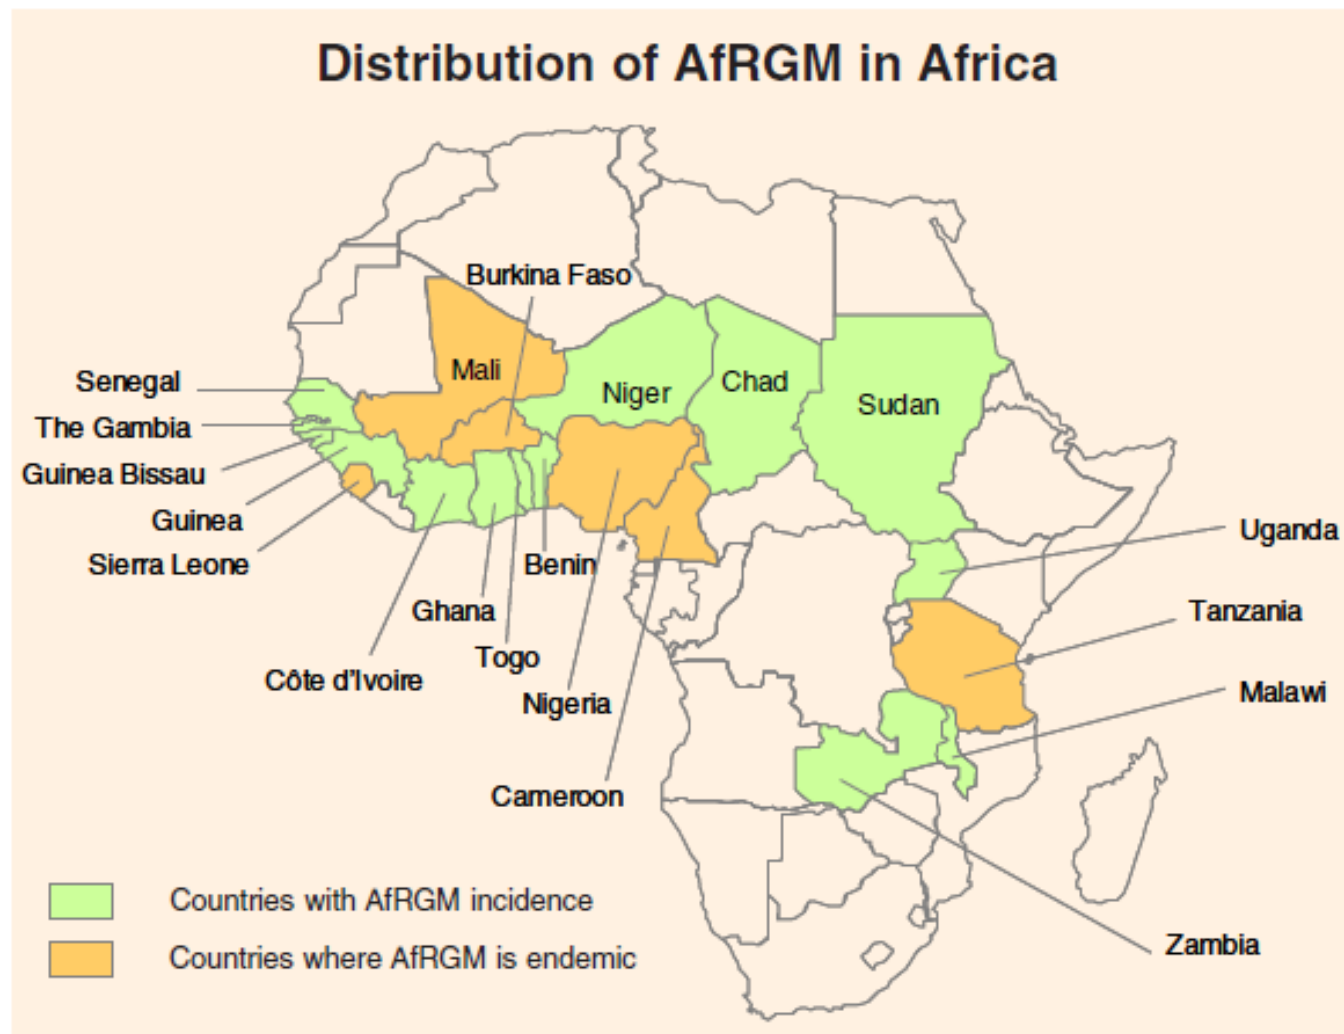 Distribution of AfRGM in Africa
Burkina Faso
Mali
Niger
Chad
Sudan
Senegal
The Gambia
Guinea Bissau
Guinea
Sierra Leone
Côte d'Ivoire
Ghana
Togo
Benin
Nigeria
Cameroon
Uganda
Tanzania
Malawi
Zambia
Countries with AfRGM incidence
Countries where AfRGM is endemic